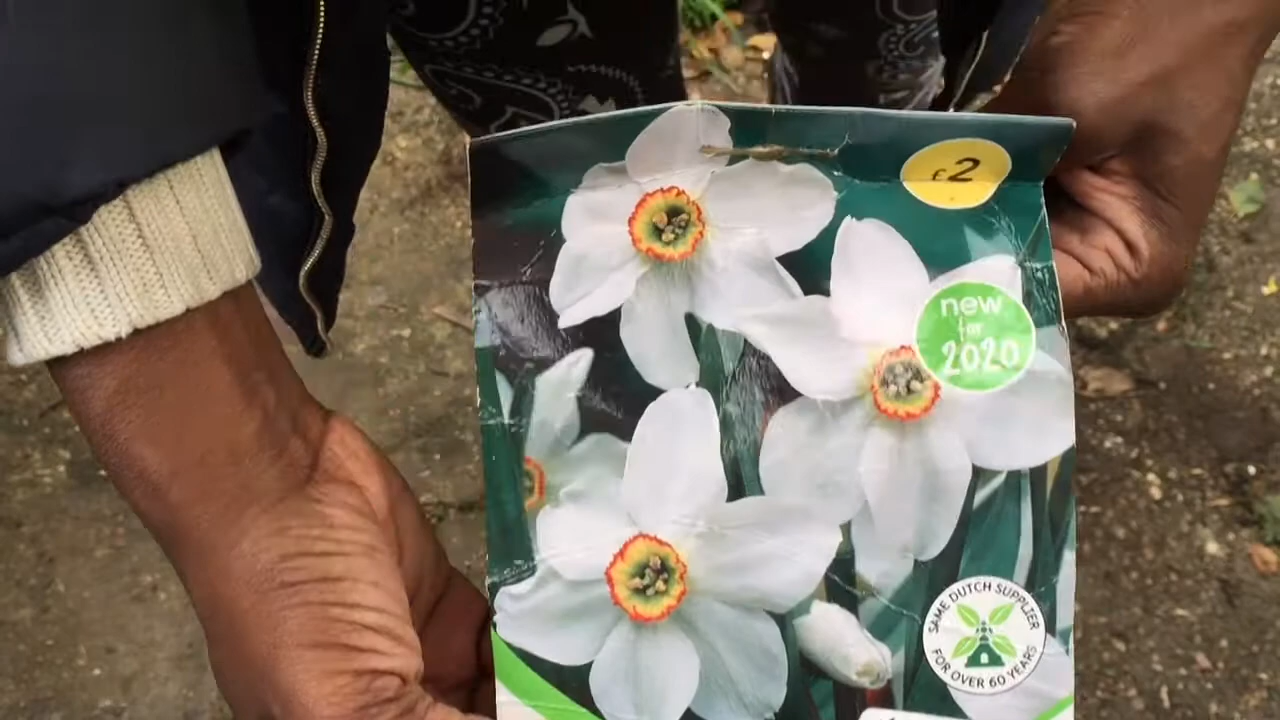 £2
new
for
2020
SAME DUTCH SUPPLIER
FOR OVER 60 YEARS